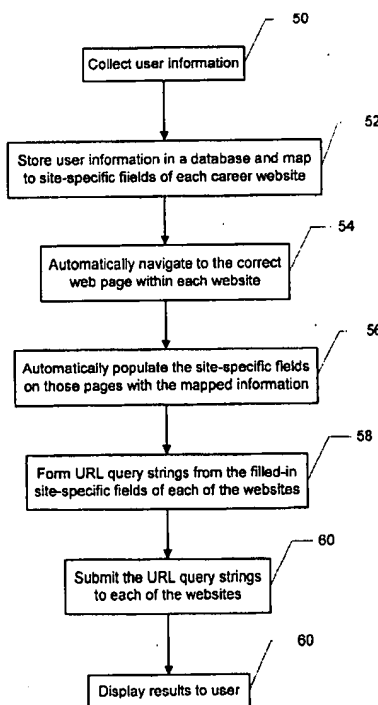 50
Collect user information
52
Store user information in a database and map
to site-specific fiields of each career website
54
Automatically navigate to the correct
web page within each website
56
Automatically populate the site-specific fields
on those pages with the mapped information
58
Form URL query strings from the filled-in
site-specific fields of each of the websites
60
Submit the URL query strings
to each of the websites
60
Display results to user